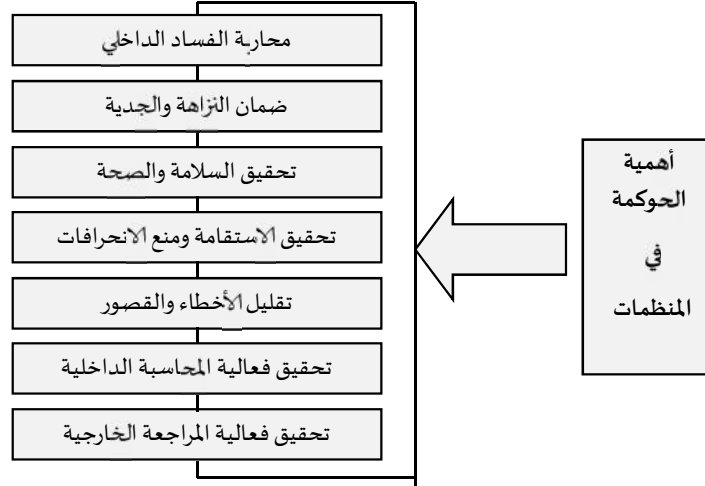 أهمية
الحوكمة
في
المنظمات
محاربة الفساد الداخلي
ضمان النزاهة والجدية
تحقيق السلامة والصحة
تحقيق الاستقامة ومنع الانحرافات
تقليل الأخطاء والقصور
تحقيق فعالية المحاسبة الداخلية
تحقيق فعالية المراجعة الخارجية